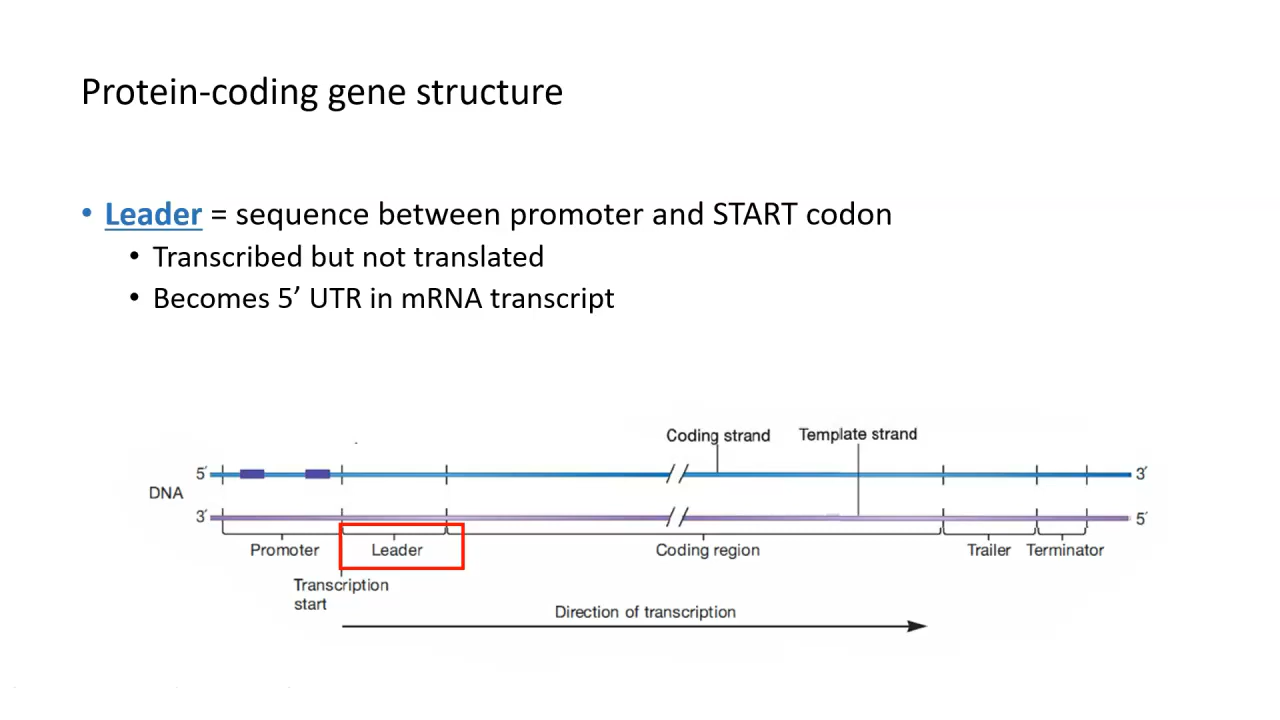 Protein-coding gene structure
• Leader = sequence between promoter and START codon
• Transcribed but not translated
• Becomes 5’ UTR in mRNA transcript
Coding strand Template strand
5′ 3′
DNA
3′ 5′
Promoter Leader Coding region Trailer Terminator
Transcription
start
Direction of transcription